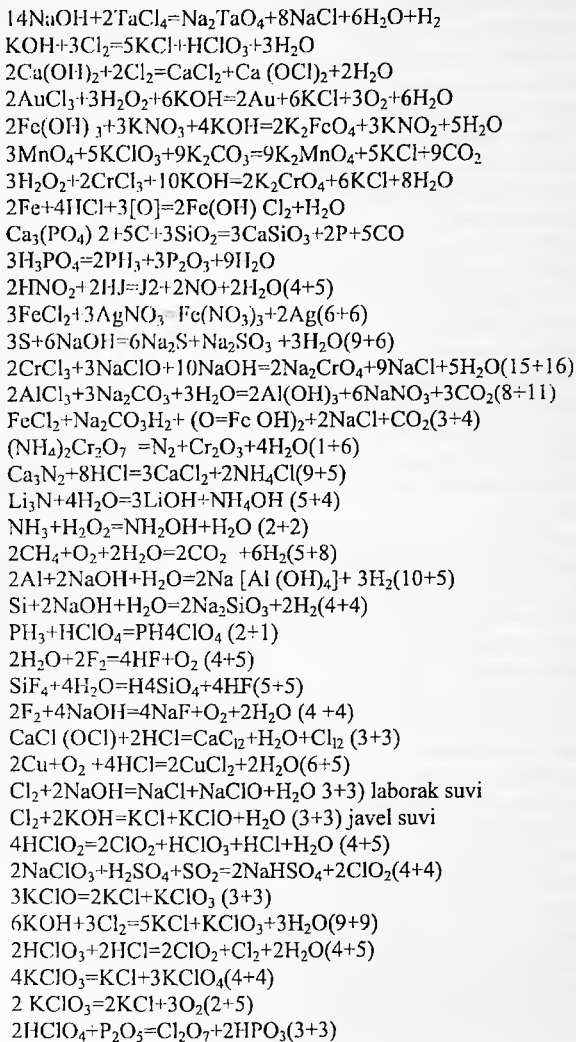 14NaOH+2TaCl₄=Na₂TaO₄+8NaCl+6H₂O+H₂
KOH+3Cl₂=5KCl+HClO₃+3H₂O
2Ca(OH)₂+2Cl₂=CaCl₂+Ca (OCl)₂+2H₂O
2AuCl₃+3H₂O₂+6KOH=2Au+6KCl+3O₂+6H₂O
2Fe(OH) ₃+3KNO₃+4KOH=2K₂FeO₄+3KNO₂+5H₂O
3MnO₄+5KClO₃+9K₂CO₃=9K₂MnO₄+5KCl+9CO₂
3H₂O₂+2CrCl₃+10KOH=2K₂CrO₄+6KCl+8H₂O
2Fe+4HCl+3[O]=2Fe(OH) Cl₂+H₂O
Ca₃(PO₄) 2+5C+3SiO₂=3CaSiO₃+2P+5CO
3H₃PO₄=2PH₃+3P₂O₃+9H₂O
2HNO₂+2HJ=J2+2NO+2H₂O(4+5)
3FeCl₂+3AgNO₃=Fe(NO₃)₃+2Ag(6+6)
3S+6NaOH=6Na₂S+Na₂SO₃ +3H₂O(9+6)
2CrCl₃+3NaClO+10NaOH=2Na₂CrO₄+9NaCl+5H₂O(15+16)
2AlCl₃+3Na₂CO₃+3H₂O=2Al(OH)₃+6NaNO₃+3CO₂(8+11)
FeCl₂+Na₂CO₃H₂+ (O=Fe OH)₂+2NaCl+CO₂(3+4)
(NH₄)₂Cr₂O₇ =N₂+Cr₂O₃+4H₂O(1+6)
Ca₃N₂+8HCl=3CaCl₂+2NH₄Cl(9+5)
Li₃N+4H₂O=3LiOH+NH₄OH (5+4)
NH₃+H₂O₂=NH₂OH+H₂O (2+2)
2CH₄+O₂+2H₂O=2CO₂ +6H₂(5+8)
2Al+2NaOH+H₂O=2Na [Al (OH)₄]+ 3H₂(10+5)
Si+2NaOH+H₂O=2Na₂SiO₃+2H₂(4+4)
PH₃+HClO₄=PH4ClO₄ (2+1)
2H₂O+2F₂=4HF+O₂ (4+5)
SiF₄+4H₂O=H4SiO₄+4HF(5+5)
2F₂+4NaOH=4NaF+O₂+2H₂O (4 +4)
CaCl (OCl)+2HCl=CaC₁₂+H₂O+Cl₁₂ (3+3)
2Cu+O₂ +4HCl=2CuCl₂+2H₂O(6+5)
Cl₂+2NaOH=NaCl+NaClO+H₂O 3+3) laborak suvi
Cl₂+2KOH=KCl+KClO+H₂O (3+3) javel suvi
4HClO₂=2ClO₂+HClO₃+HCl+H₂O (4+5)
2NaClO₃+H₂SO₄+SO₂=2NaHSO₄+2ClO₂(4+4)
3KClO=2KCl+KClO₃ (3+3)
6KOH+3Cl₂=5KCl+KClO₃+3H₂O(9+9)
2HClO₃+2HCl=2ClO₂+Cl₂+2H₂O(4+5)
4KClO₃=KCl+3KClO₄(4+4)
2 KClO₃=2KCl+3O₂(2+5)
2HClO₄+P₂O₅=Cl₂O₇+2HPO₃(3+3)